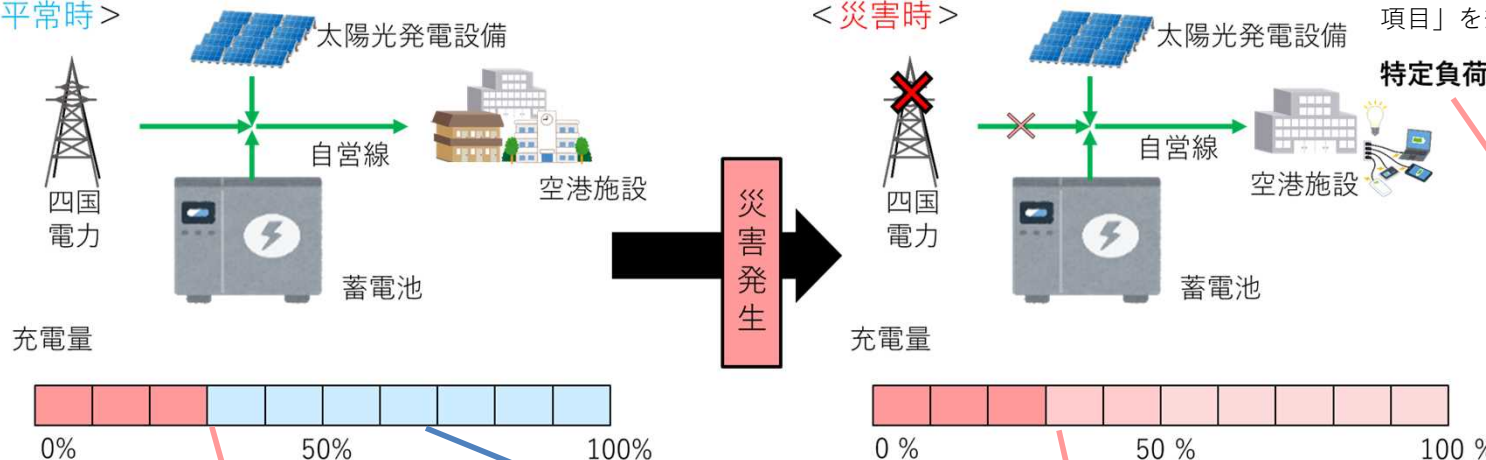 平常時>
太陽光発電設備
自営線
空港施設
四国
電力
蓄電池
充電量
0%
50%
100%
災害発生
<災害時>
太陽光発電設備
自営線
空港施設
四国
電力
蓄電池
充電量
0 %
50 %
100 %
項目」を
特定負荷